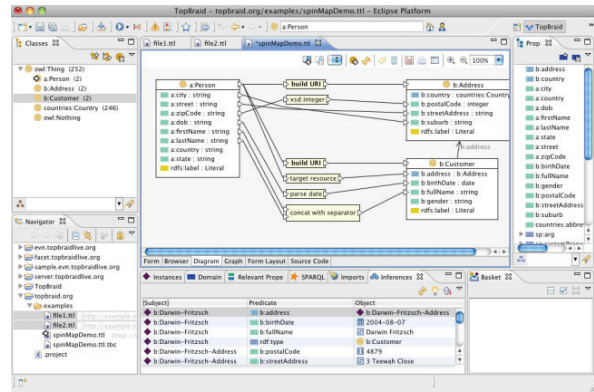 TopBraid - topbraid.org/examples/spinMapDemo.ttl - Eclipse Platform
a:Person
TopBraid
Classes
owl:Thing (252)
a:Person (2)
b:Address (2)
b:Customer (2)
countries:Country (246)
owl:Nothing
file1.ttl
file2.ttl
*spinMapDemo.ttl
100%
a:Person
a:city : string
a:street : string
a:zipCode : string
a:dob : string
a:firstName : string
a:lastName : string
a:country : string
a:state : string
rdfs:label : Literal
build URI
xsd:integer
build URI
target resource
parse date
concat with separator
b:Address
b:country : countries:Country
b:postalCode : integer
b:streetAddress : string
b:suburb : string
rdfs:label : Literal
b:address
b:Customer
b:address : b:Address
b:birthDate : date
b:fullName : string
b:gender : string
rdfs:label : Literal
Form Browser Diagram Graph Form Layout Source Code
Prop
b:address
b:country
a:city
a:country
a:dob
a:firstName
a:lastName
a:state
a:street
a:zipCode
b:birthDate
b:fullName
b:gender
b:postalCode
b:streetAddress
b:suburb
sp:arg
Navigator
evn.topbraidlive.org
facet.topbraidlive.org
sample.evn.topbraidlive.org
server.topbraidlive.org
TopBraid
topbraid.org
examples
file1.ttl
file2.ttl
spinMapDemo.ttl
spinMapDemo.ttl.tbc
.project
Instances Domain Relevant Prope SPARQL Imports Inferences
[Subject] Predicate Object
b:Darwin-Fritzsch b:address b:Darwin-Fritzsch-Address
b:Darwin-Fritzsch b:birthDate 2004-08-07
b:Darwin-Fritzsch b:fullName Darwin Fritzsch
b:Darwin-Fritzsch rdf:type b:Customer
b:Darwin-Fritzsch-Address b:postalCode 4879
b:Darwin-Fritzsch-Address b:streetAddress 3 Teewah Close
Basket